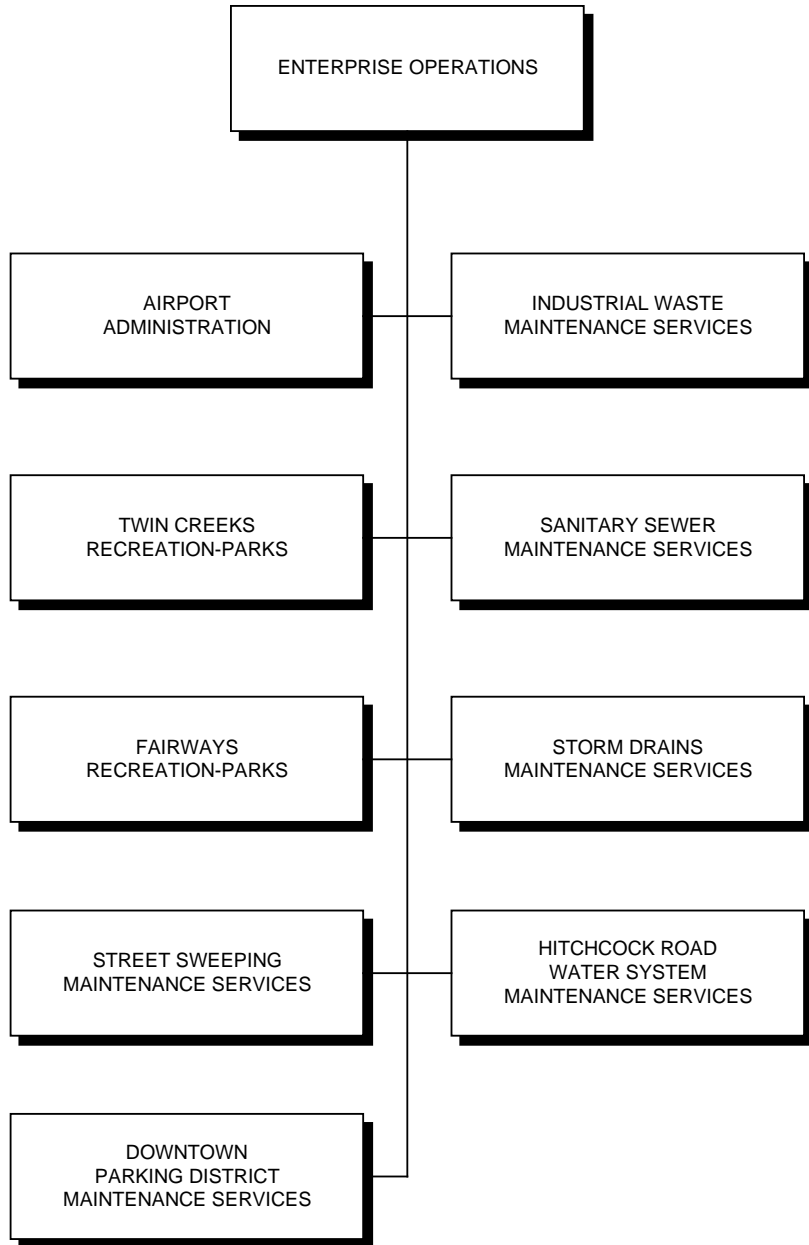 ENTERPRISE OPERATIONS
AIRPORT
ADMINISTRATION
INDUSTRIAL WASTE
MAINTENANCE SERVICES
TWIN CREEKS
RECREATION-PARKS
SANITARY SEWER
MAINTENANCE SERVICES
FAIRWAYS
RECREATION-PARKS
STORM DRAINS
MAINTENANCE SERVICES
STREET SWEEPING
MAINTENANCE SERVICES
HITCHCOCK ROAD
WATER SYSTEM
MAINTENANCE SERVICES
DOWNTOWN
PARKING DISTRICT
MAINTENANCE SERVICES